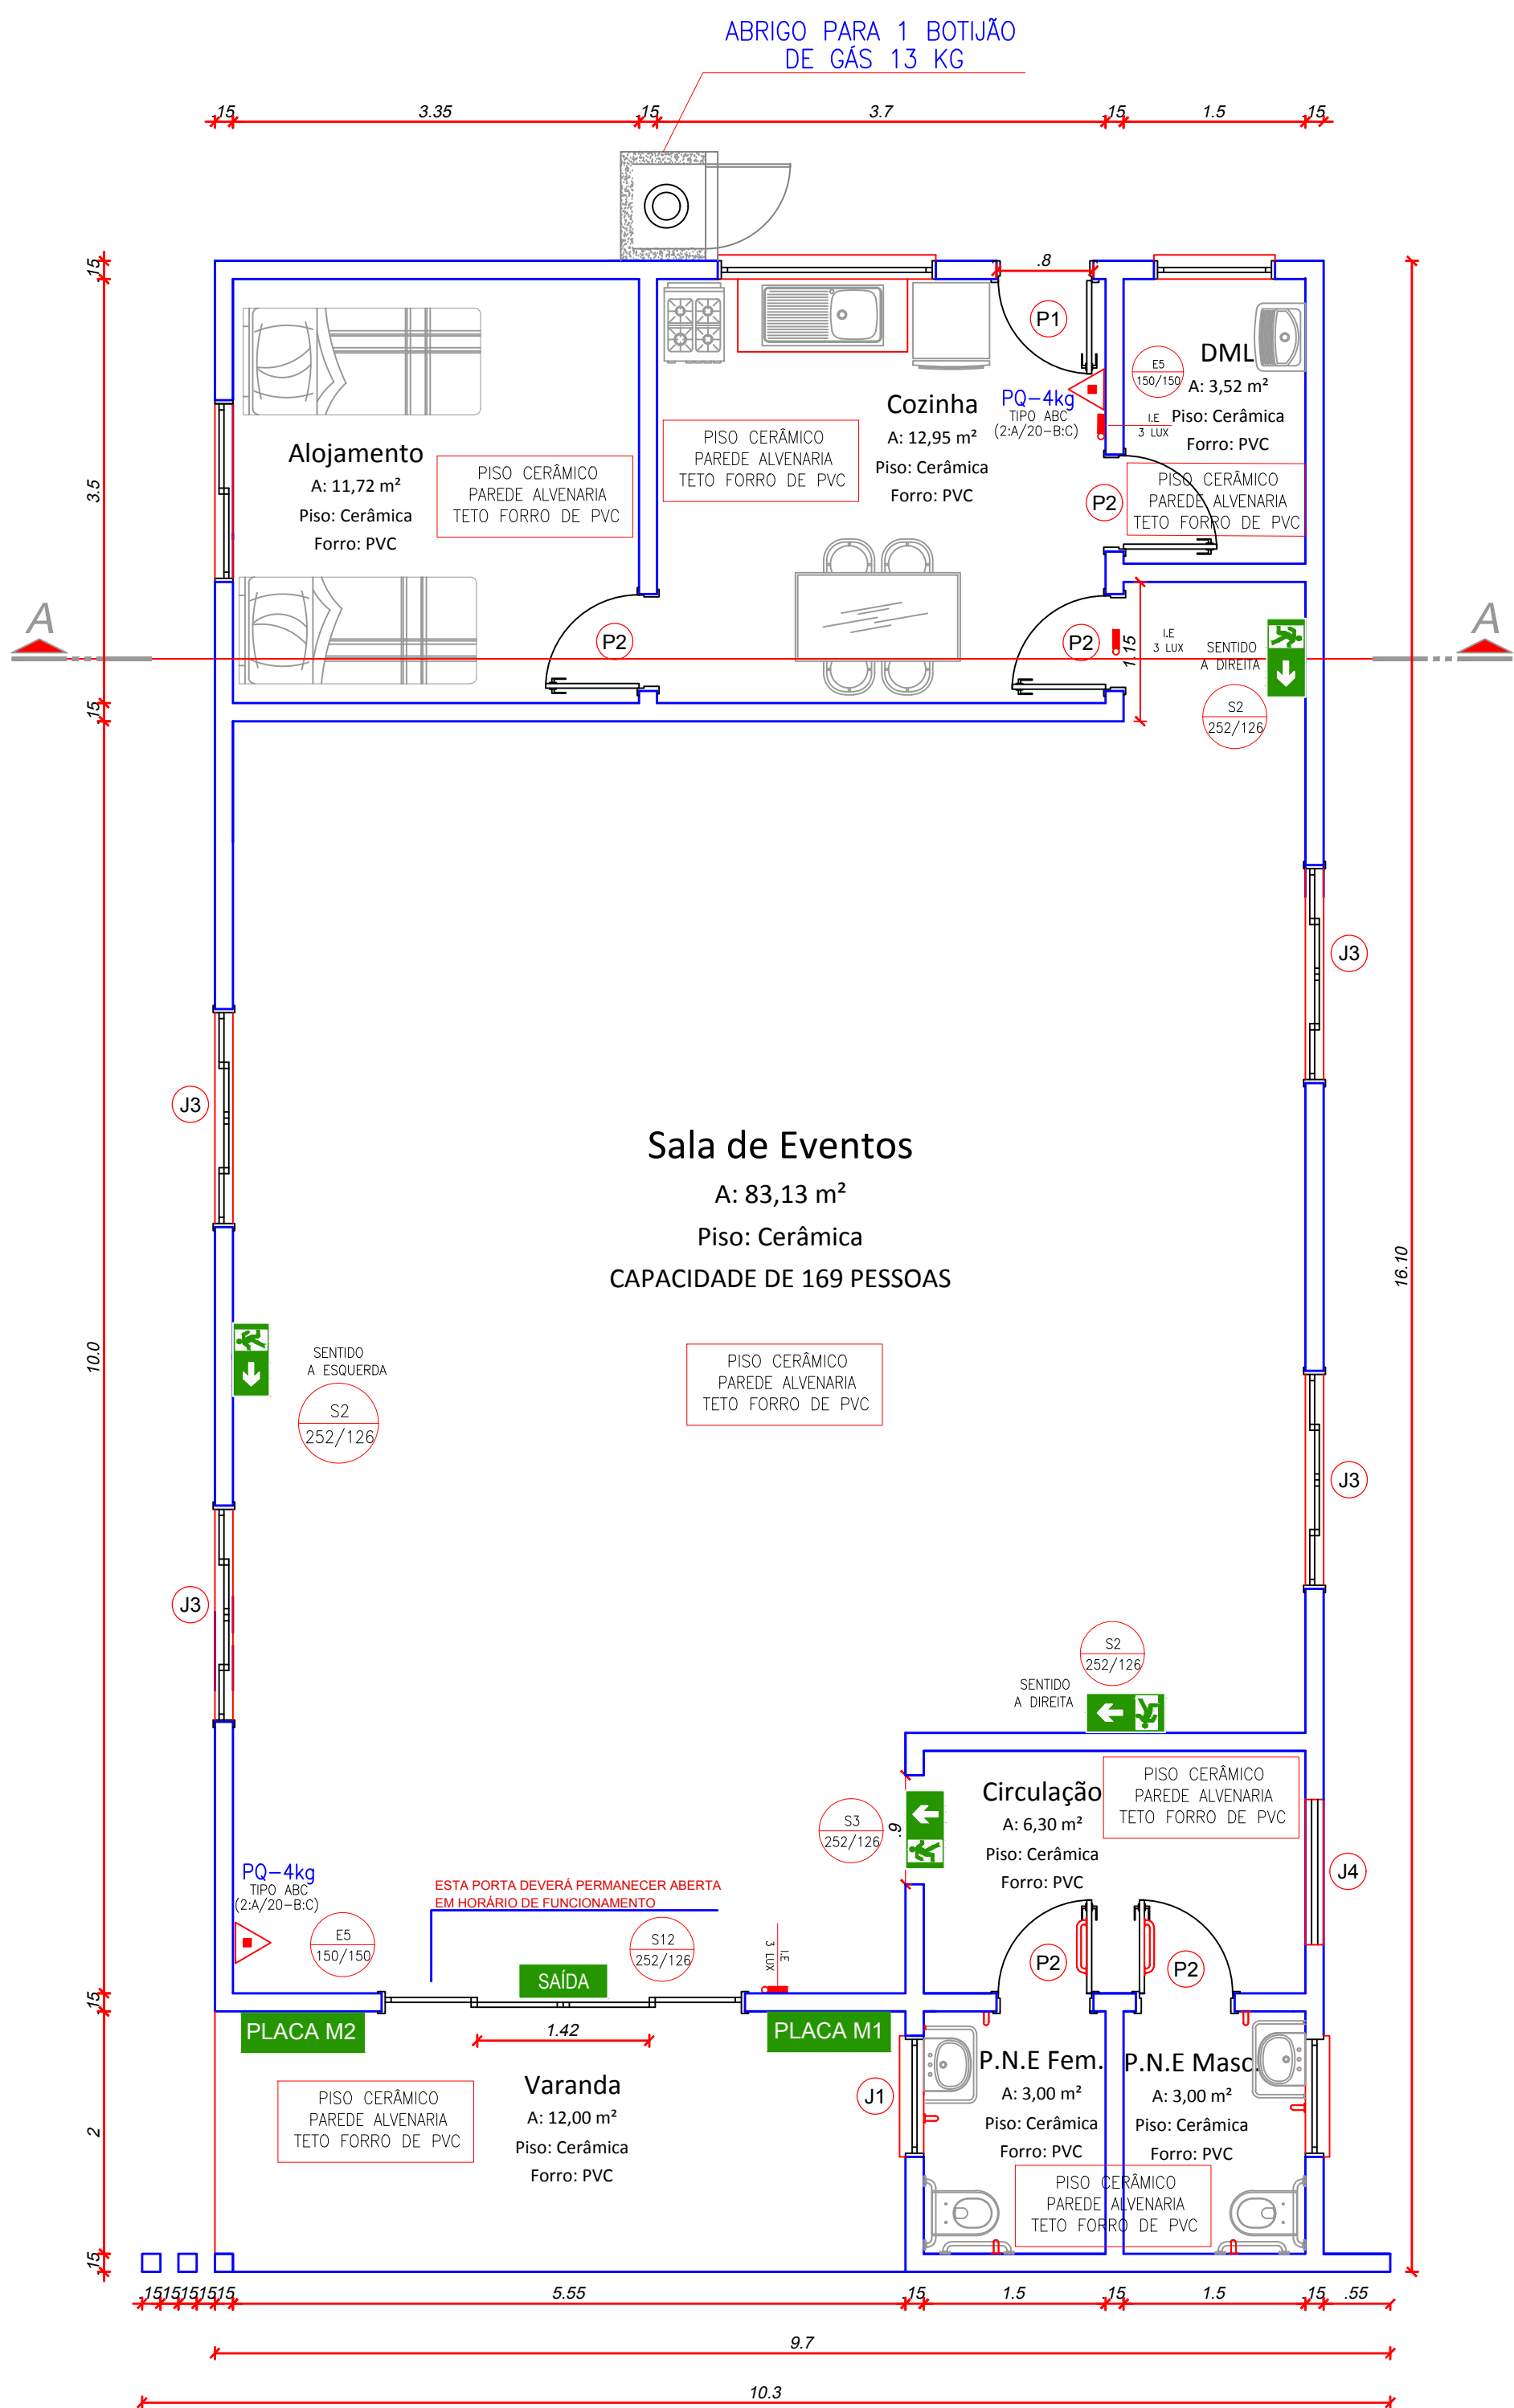 ABRIGO PARA 1 BOTIJÃO
DE GÁS 13 KG
.15
3.35
.15
3.7
.15
1.5
.15
.15
.8
P1
DML
A: 3,52 m²
Piso: Cerâmica
Forro: PVC
E5
150/150
Cozinha
A: 12,95 m²
Piso: Cerâmica
Forro: PVC
PQ-4kg
TIPO ABC
(2:A/20-B:C)
I.E
3 LUX
PISO CERÂMICO
PAREDE ALVENARIA
TETO FORRO DE PVC
Alojamento
A: 11,72 m²
Piso: Cerâmica
Forro: PVC
PISO CERÂMICO
PAREDE ALVENARIA
TETO FORRO DE PVC
PISO CERÂMICO
PAREDE ALVENARIA
TETO FORRO DE PVC
3.5
P2
A
A
P2
P2
1.15
I.E
3 LUX
SENTIDO
A DIREITA
S2
252/126
.15
J3
J3
Sala de Eventos
A: 83,13 m²
Piso: Cerâmica
CAPACIDADE DE 169 PESSOAS
16.10
10.0
SENTIDO
A ESQUERDA
S2
252/126
PISO CERÂMICO
PAREDE ALVENARIA
TETO FORRO DE PVC
J3
J3
S2
252/126
SENTIDO
A DIREITA
Circulação
A: 6,30 m²
Piso: Cerâmica
Forro: PVC
PISO CERÂMICO
PAREDE ALVENARIA
TETO FORRO DE PVC
S3
252/126
.9
J4
PQ-4kg
TIPO ABC
(2:A/20-B:C)
E5
150/150
ESTA PORTA DEVERÁ PERMANECER ABERTA
EM HORÁRIO DE FUNCIONAMENTO
S12
252/126
I.E
3 LUX
SAÍDA
P2
P2
.15
PLACA M2
1.42
PLACA M1
Varanda
A: 12,00 m²
Piso: Cerâmica
Forro: PVC
PISO CERÂMICO
PAREDE ALVENARIA
TETO FORRO DE PVC
2
J1
P.N.E Fem.
A: 3,00 m²
Piso: Cerâmica
Forro: PVC
P.N.E Masc.
A: 3,00 m²
Piso: Cerâmica
Forro: PVC
PISO CERÂMICO
PAREDE ALVENARIA
TETO FORRO DE PVC
.15
.15 .15 .15 .15 .15
5.55
.15
1.5
.15
1.5
.15
.55
9.7
10.3